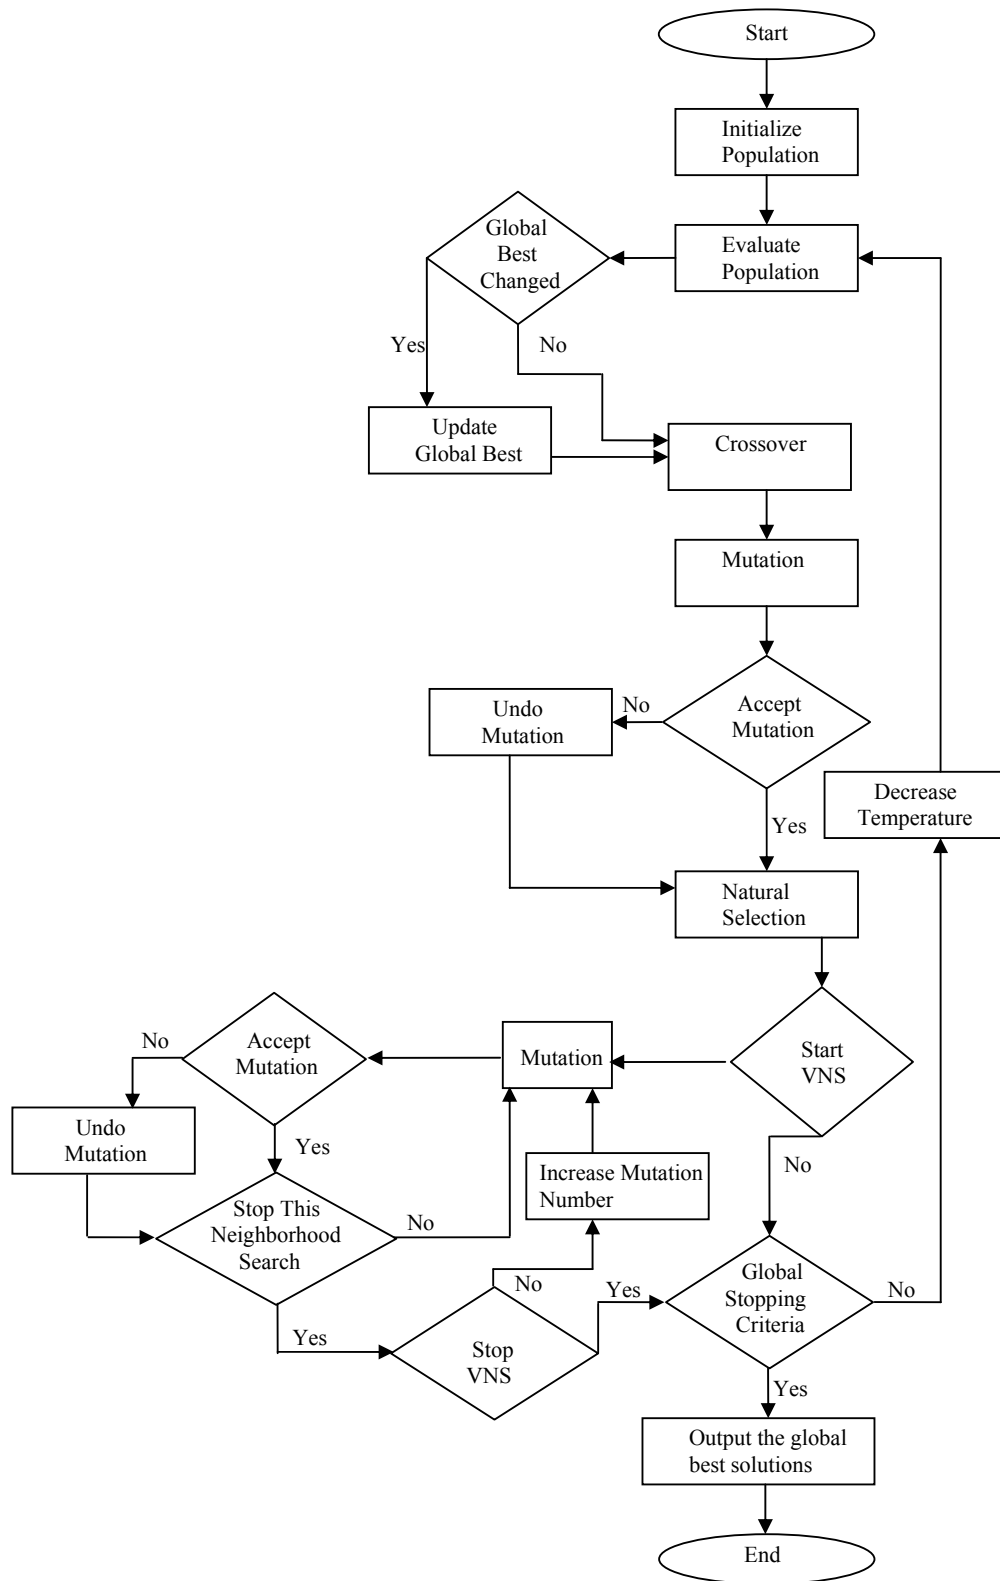 Start
Initialize
Population
Global
Best
Changed
Evaluate
Population
Yes
No
Update
Global Best
Crossover
Mutation
Undo
Mutation
No
Accept
Mutation
Yes
Decrease
Temperature
Natural
Selection
No
Accept
Mutation
Mutation
Start
VNS
Undo
Mutation
Yes
No
Increase Mutation
Number
Stop This
Neighborhood
Search
No
No
Yes
Global
Stopping
Criteria
No
Yes
Stop
VNS
Yes
Output the global
best solutions
End